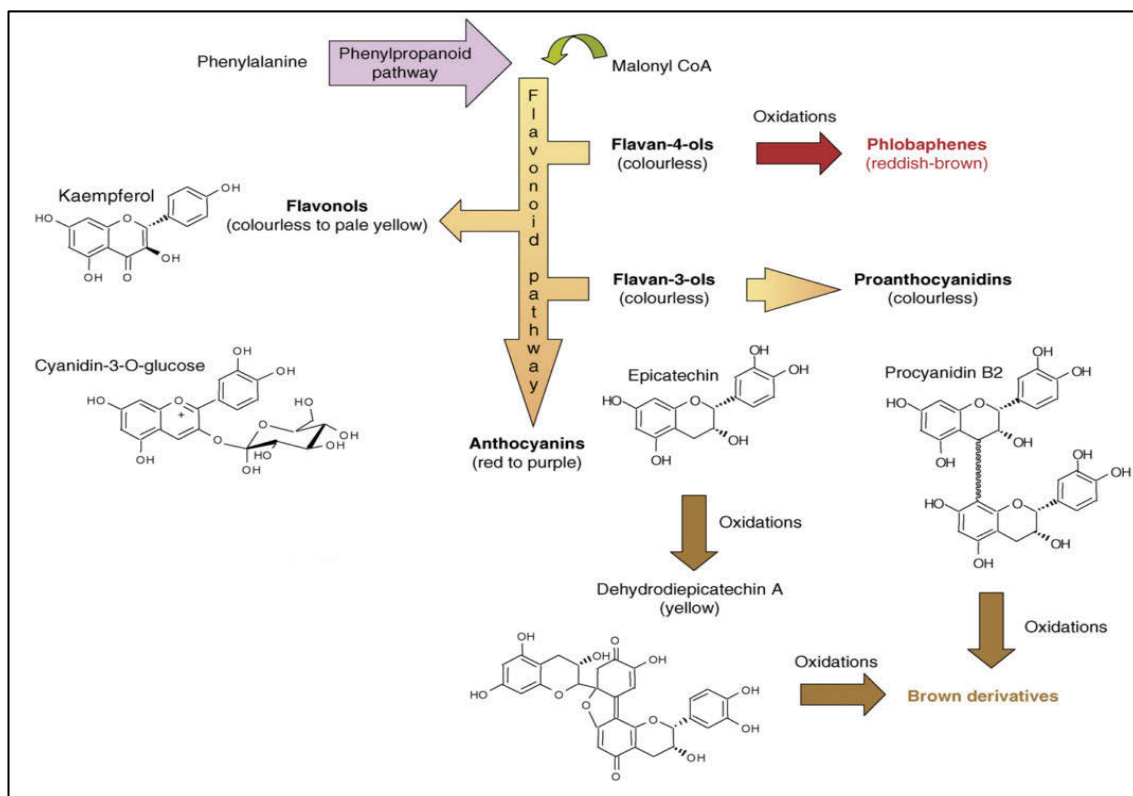 Phenylalanine
Phenylpropanoid
pathway
Malonyl CoA
Flavonoid pathway
Flavan-4-ols
(colourless)
Oxidations
Phlobaphenes
(reddish-brown)
Kaempferol
OH
HO
O
OH
OH
O
Flavonols
(colourless to pale yellow)
Flavan-3-ols
(colourless)
Proanthocyanidins
(colourless)
Cyanidin-3-O-glucose
OH
OH
HO
O
+
OH
O
O
HO
OH
OH
HO
OH
Anthocyanins
(red to purple)
Epicatechin
OH
OH
HO
O
OH
OH
Procyanidin B2
OH
OH
HO
O
OH
OH
OH
OH
HO
O
OH
OH
Oxidations
Dehydrodiepicatechin A
(yellow)
OH
OH
O
OH
HO
O
O
O
OH
OH
OH
O
Oxidations
Oxidations
Brown derivatives